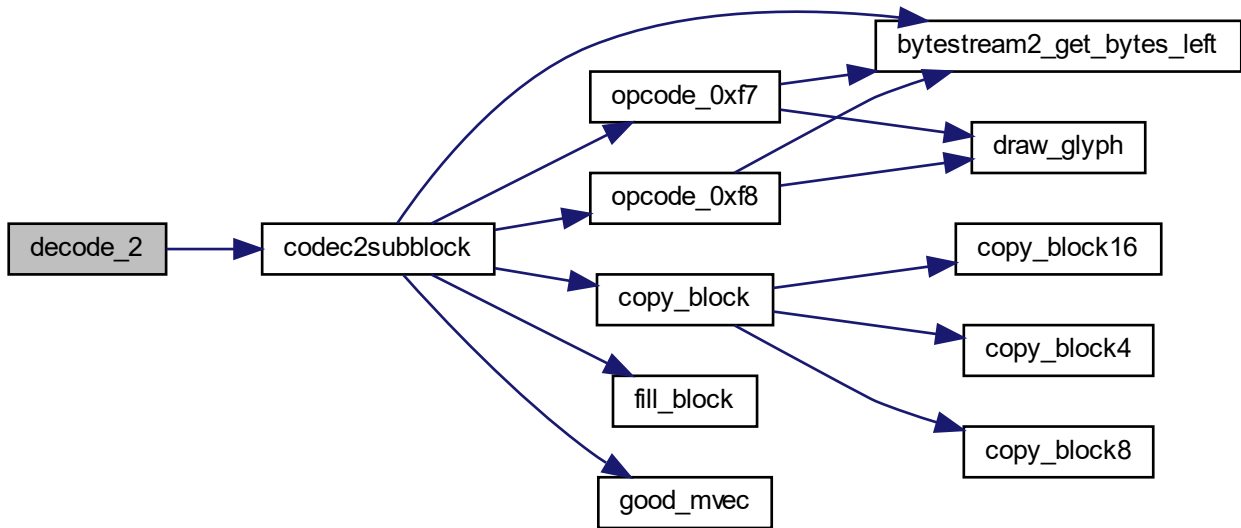 decode_2
codec2subblock
bytestream2_get_bytes_left
opcode_0xf7
draw_glyph
opcode_0xf8
copy_block
copy_block16
copy_block4
copy_block8
fill_block
good_mvec